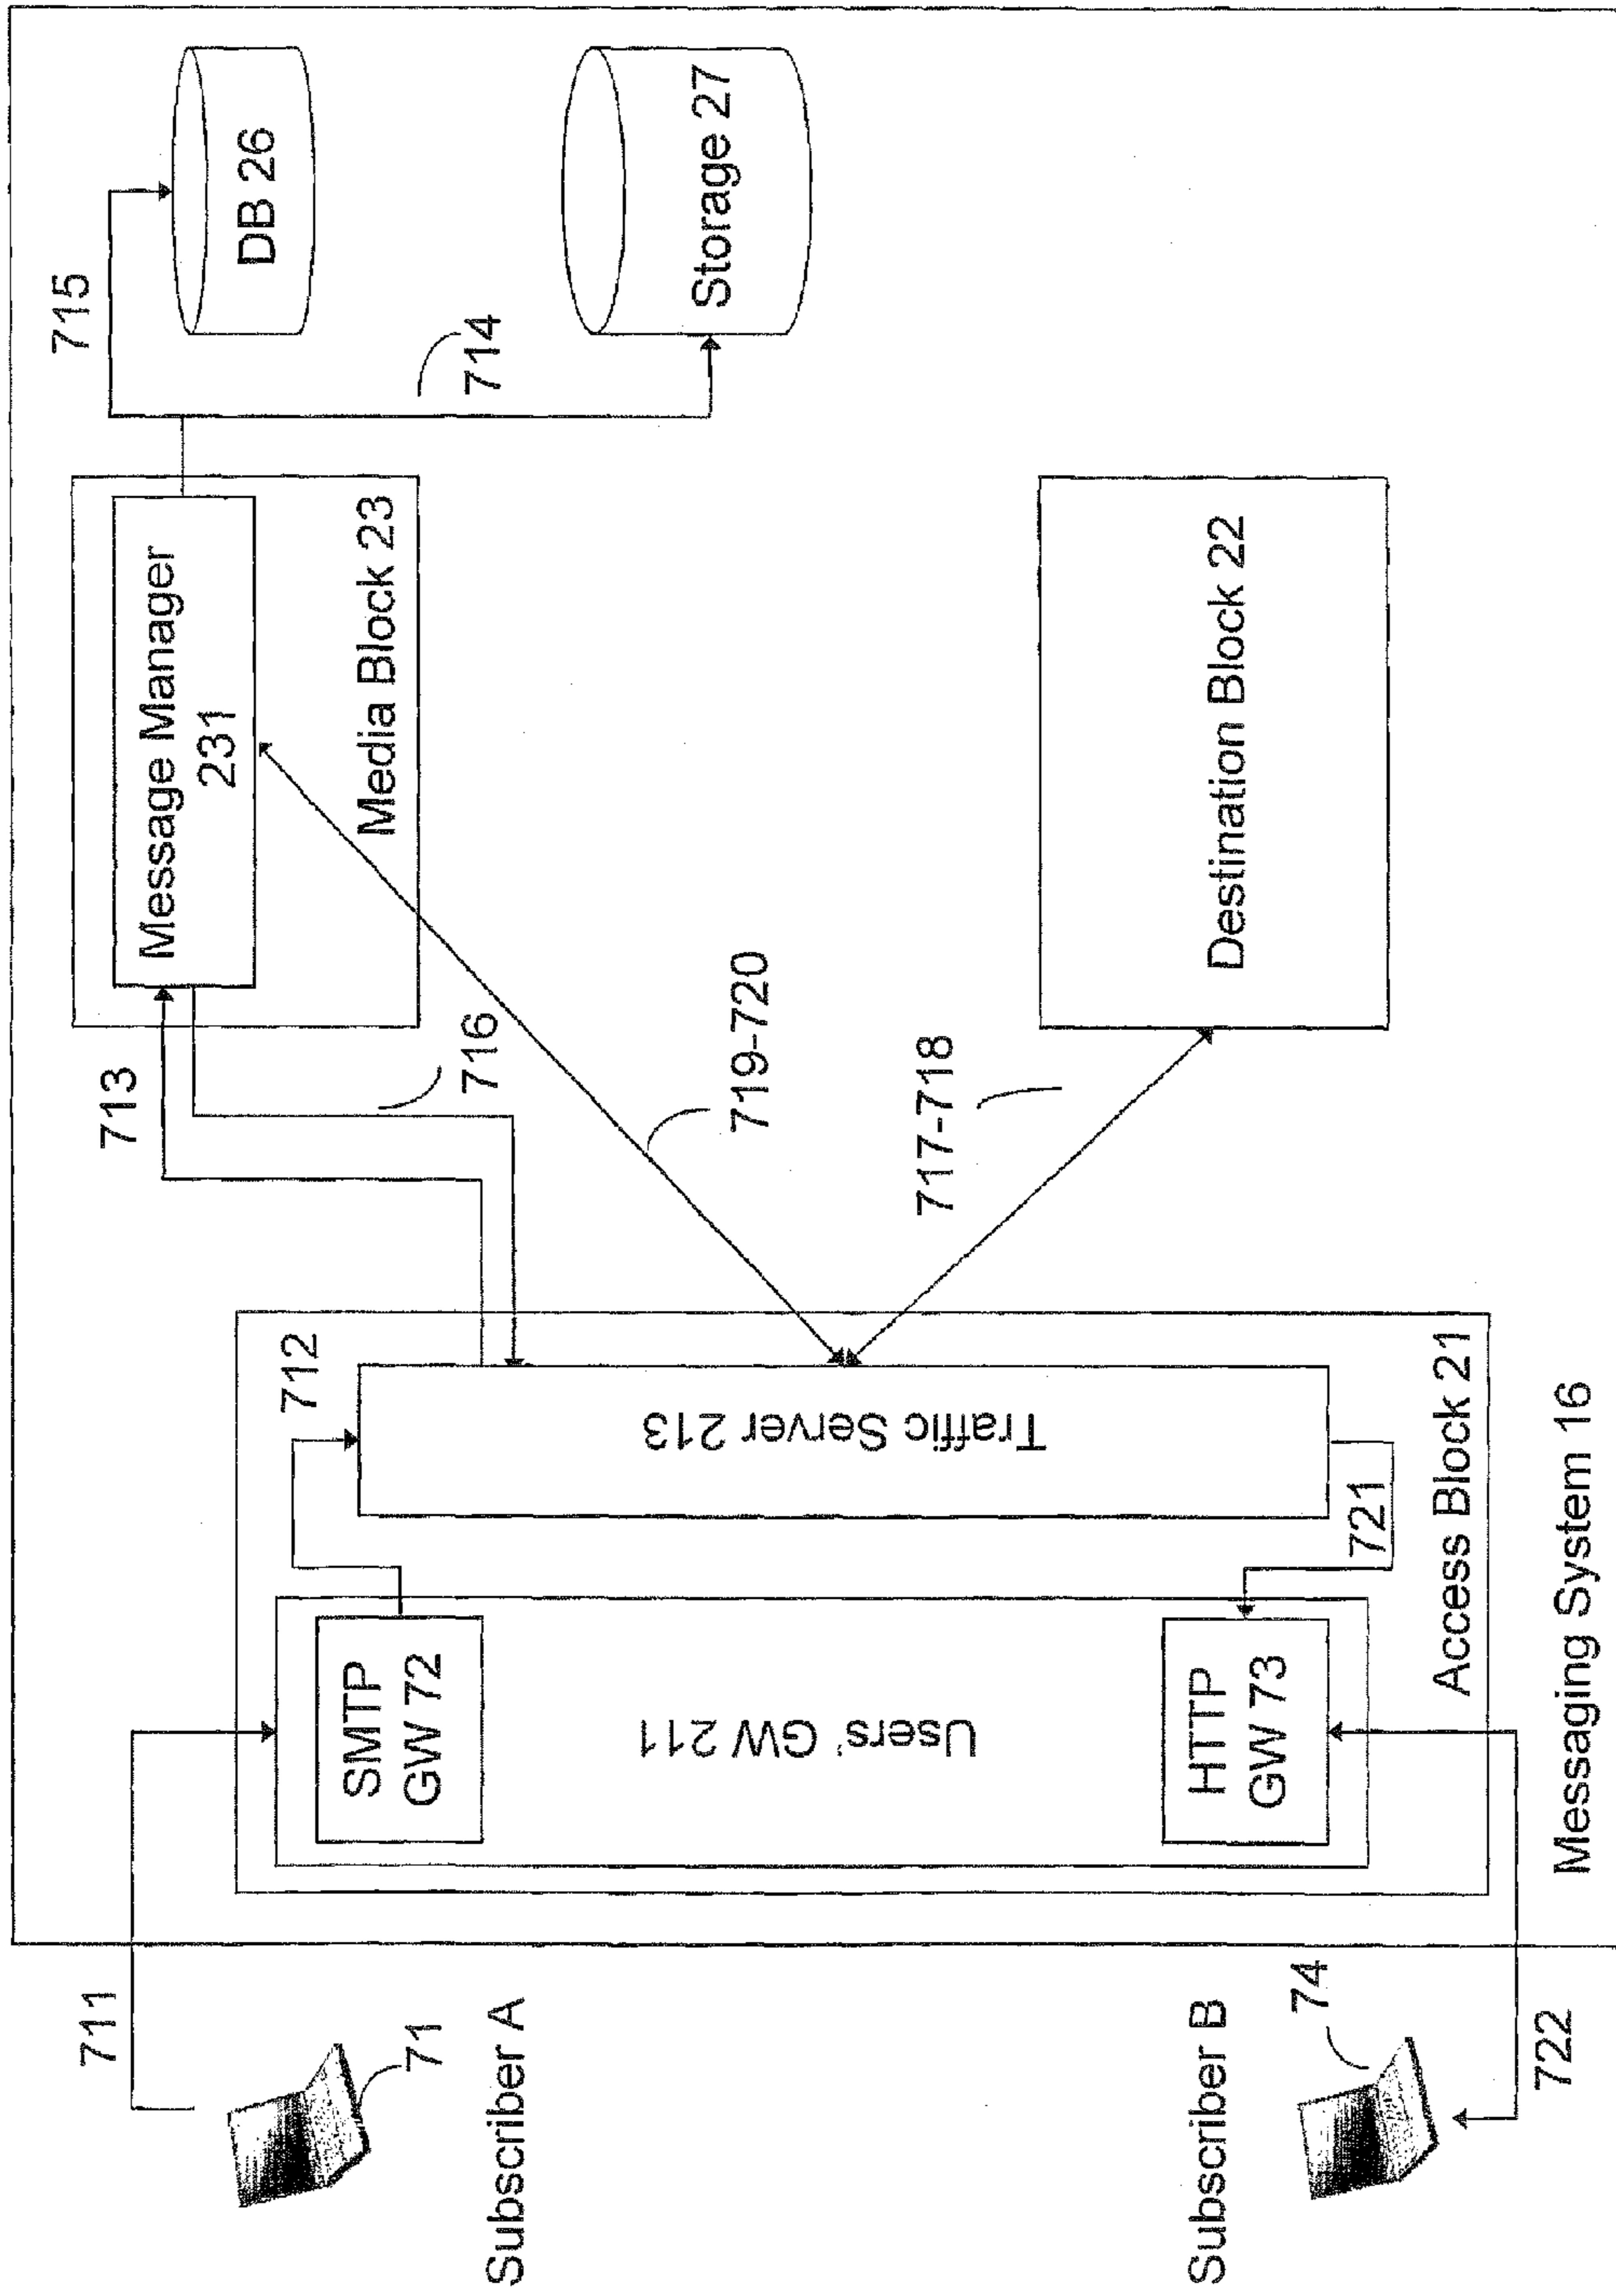 715
DB 26
714
Storage 27
Message Manager
231
Media Block 23
713
716
719-720
717-718
Destination Block 22
712
Traffic Server 213
721
SMTP
GW 72
Users' GW 211
HTTP
GW 73
Access Block 21
Messaging System 16
711
71
Subscriber A
Subscriber B
74
722